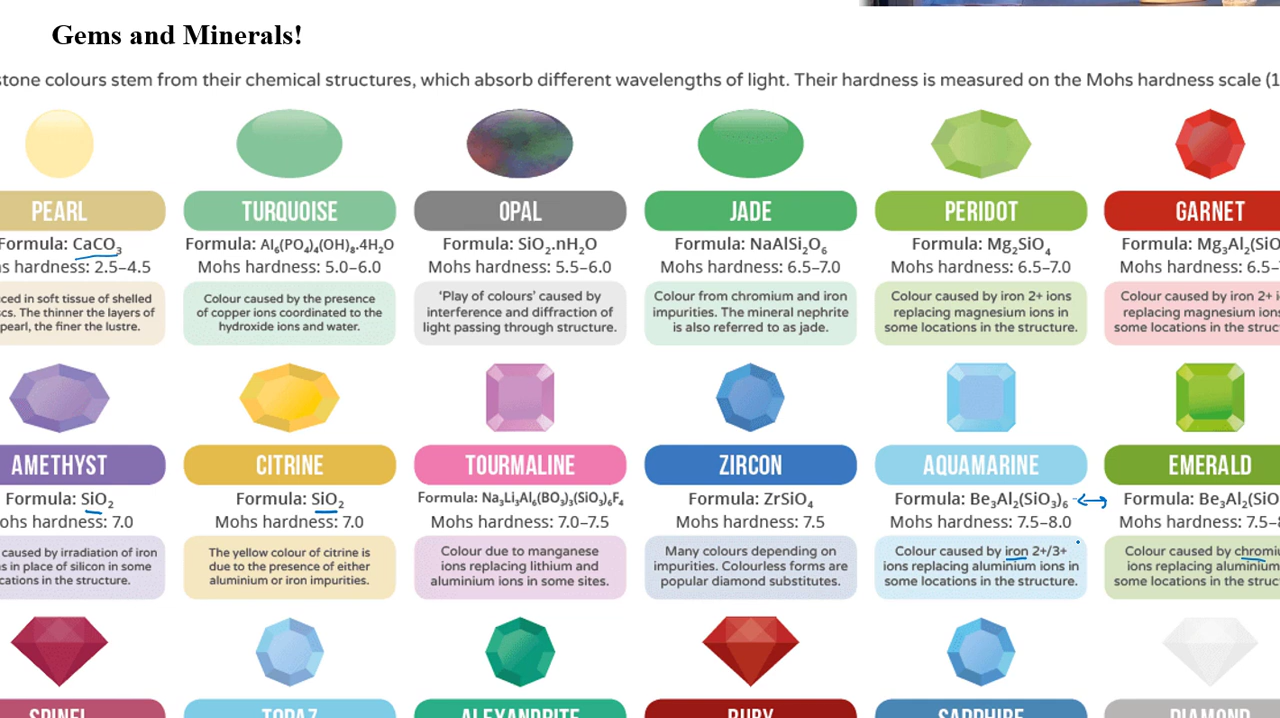 Gems and Minerals!
stone colours stem from their chemical structures, which absorb different wavelengths of light. Their hardness is measured on the Mohs hardness scale (1
PEARL
Formula: CaCO₃
hs hardness: 2.5–4.5
ced in soft tissue of shelled
cs. The thinner the layers of
pearl, the finer the lustre.
TURQUOISE
Formula: Al₆(PO₄)₄(OH)₈.4H₂O
Mohs hardness: 5.0–6.0
Colour caused by the presence
of copper ions coordinated to the
hydroxide ions and water.
OPAL
Formula: SiO₂.nH₂O
Mohs hardness: 5.5–6.0
‘Play of colours’ caused by
interference and diffraction of
light passing through structure.
JADE
Formula: NaAlSi₂O₆
Mohs hardness: 6.5–7.0
Colour from chromium and iron
impurities. The mineral nephrite
is also referred to as jade.
PERIDOT
Formula: Mg₂SiO₄
Mohs hardness: 6.5–7.0
Colour caused by iron 2+ ions
replacing magnesium ions in
some locations in the structure.
GARNET
Formula: Mg₃Al₂(SiO
Mohs hardness: 6.5–7
Colour caused by iron 2+ i
replacing magnesium ions
some locations in the struc
AMETHYST
Formula: SiO₂
ohs hardness: 7.0
caused by irradiation of iron
s in place of silicon in some
cations in the structure.
CITRINE
Formula: SiO₂
Mohs hardness: 7.0
The yellow colour of citrine is
due to the presence of either
aluminium or iron impurities.
TOURMALINE
Formula: Na₃Li₃Al₆(BO₃)₃(SiO₃)₆F₄
Mohs hardness: 7.0–7.5
Colour due to manganese
ions replacing lithium and
aluminium ions in some sites.
ZIRCON
Formula: ZrSiO₄
Mohs hardness: 7.5
Many colours depending on
impurities. Colourless forms are
popular diamond substitutes.
AQUAMARINE
Formula: Be₃Al₂(SiO₃)₆
Mohs hardness: 7.5–8.0
Colour caused by iron 2+/3+
ions replacing aluminium ions in
some locations in the structure.
EMERALD
Formula: Be₃Al₂(SiO
Mohs hardness: 7.5–8
Colour caused by chromiu
ions replacing aluminium
some locations in the struct
SPINEL
TOPAZ
ALEXANDRITE
RUBY
SAPPHIRE
DIAMOND